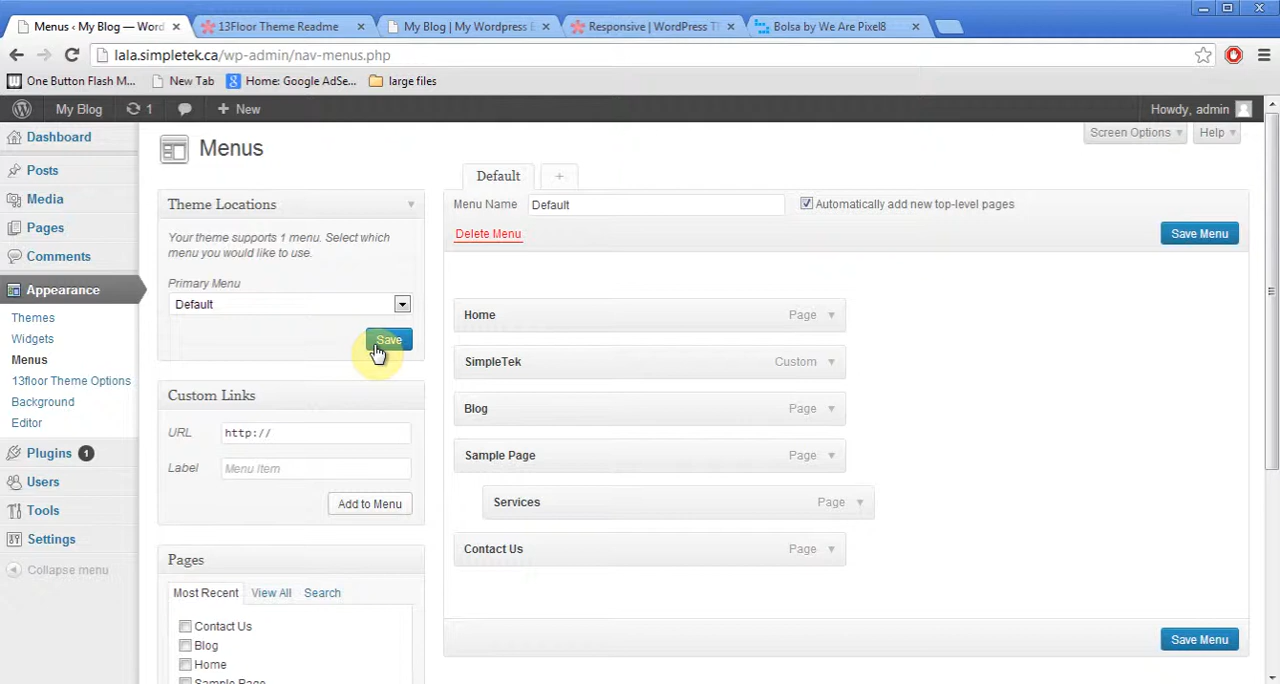 Menus ‹ My Blog — Word
13Floor Theme Readme
My Blog | My Wordpress E
Responsive | WordPress T
Bolsa by We Are Pixel8
lala.simpletek.ca/wp-admin/nav-menus.php
One Button Flash M...
New Tab
Home: Google AdSe...
large files
My Blog
1
+ New
Howdy, admin
Dashboard
Posts
Media
Pages
Comments
Appearance
Themes
Widgets
Menus
13floor Theme Options
Background
Editor
Plugins 1
Users
Tools
Settings
Collapse menu
Menus
Screen Options
Help
Theme Locations
Your theme supports 1 menu. Select which
menu you would like to use.
Primary Menu
Default
Save
Custom Links
URL
http://
Label
Menu Item
Add to Menu
Pages
Most Recent
View All
Search
Contact Us
Blog
Home
Sample Page
Default
+
Menu Name
Default
Automatically add new top-level pages
Delete Menu
Save Menu
Home Page
SimpleTek Custom
Blog Page
Sample Page Page
Services Page
Contact Us Page
Save Menu